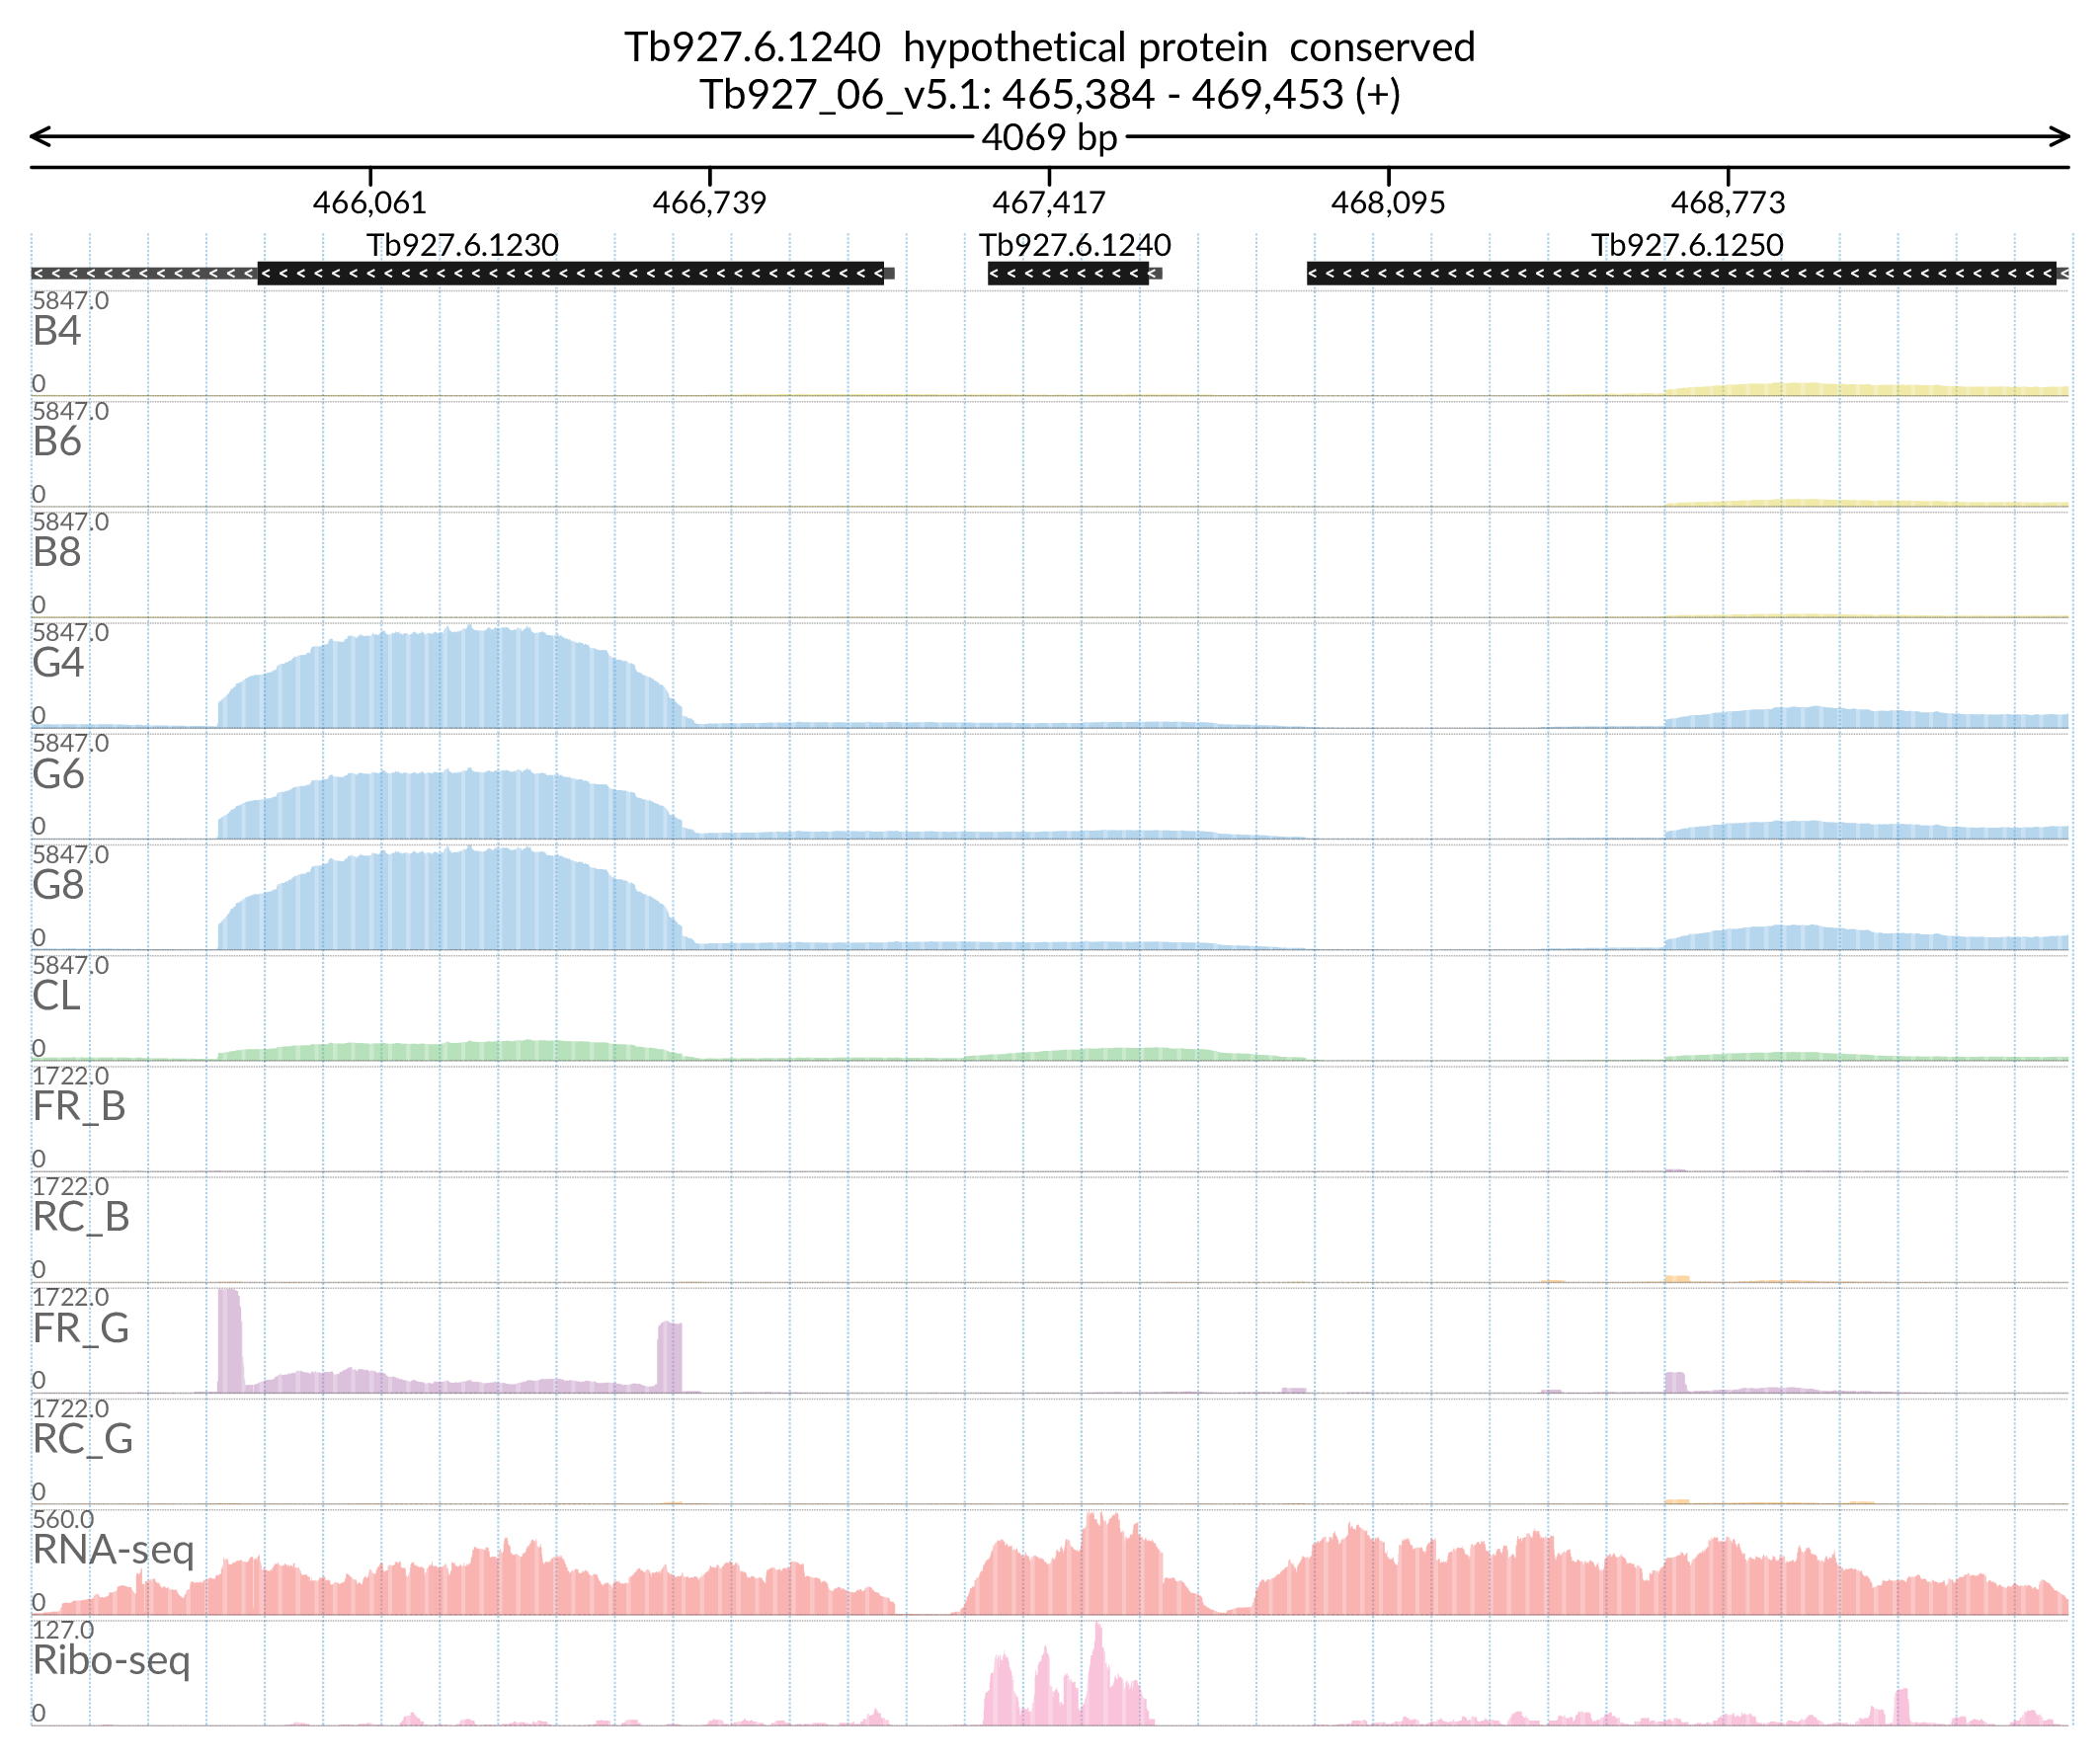 Tb927.6.1240 hypothetical protein conserved
Tb927_06_v5.1: 465,384 - 469,453 (+)
4069 bp
466,061 466,739 467,417 468,095 468,773
Tb927.6.1230 Tb927.6.1240 Tb927.6.1250
5847.0
B4
0
5847.0
B6
0
5847.0
B8
0
5847.0
G4
0
5847.0
G6
0
5847.0
G8
0
5847.0
CL
0
1722.0
FR_B
0
1722.0
RC_B
0
1722.0
FR_G
0
1722.0
RC_G
0
560.0
RNA-seq
0
127.0
Ribo-seq
0